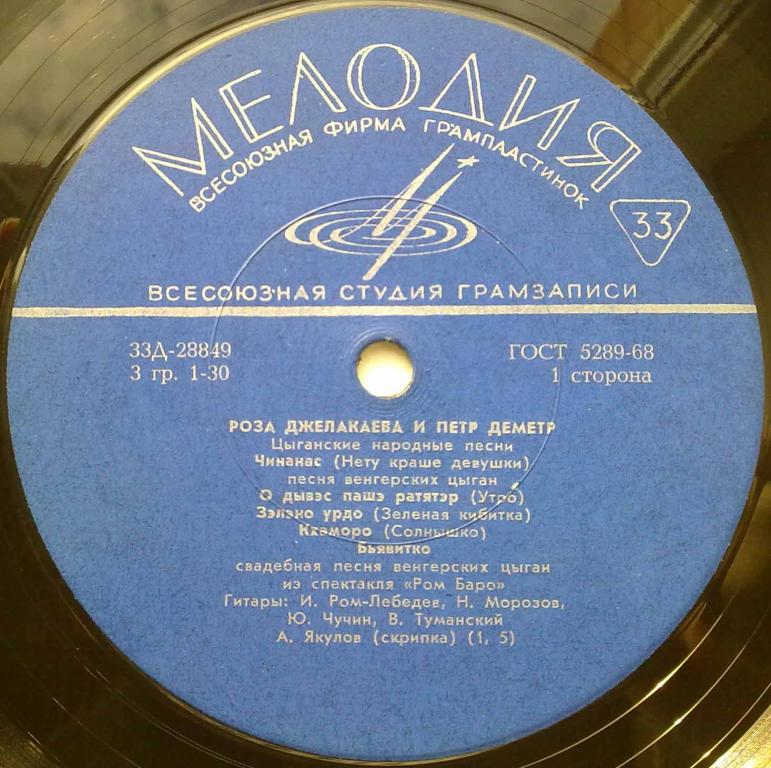 МЕЛОДИЯ
ВСЕСОЮЗНАЯ ФИРМА ГРАМПЛАСТИНОК
33
ВСЕСОЮЗНАЯ СТУДИЯ ГРАМЗАПИСИ
33Д-28849
3 гр. 1-30
ГОСТ 5289-68
1 сторона
РОЗА ДЖЕЛАКАЕВА И ПЕТР ДЕМЕТР
Цыганские народные песни
Чинанас (Нету краше девушки)
песня венгерских цыган
О дывэс пашэ ратятэр (Утро)
Зэлэно урдо (Зеленая кибитка)
Кхаморо (Солнышко)
Бьявитко
свадебная песня венгерских цыган
из спектакля «Ром Баро»
Гитары: И. Ром-Лебедев, Н. Морозов,
Ю. Чучин, В. Туманский
А. Якулов (скрипка) (1, 5)